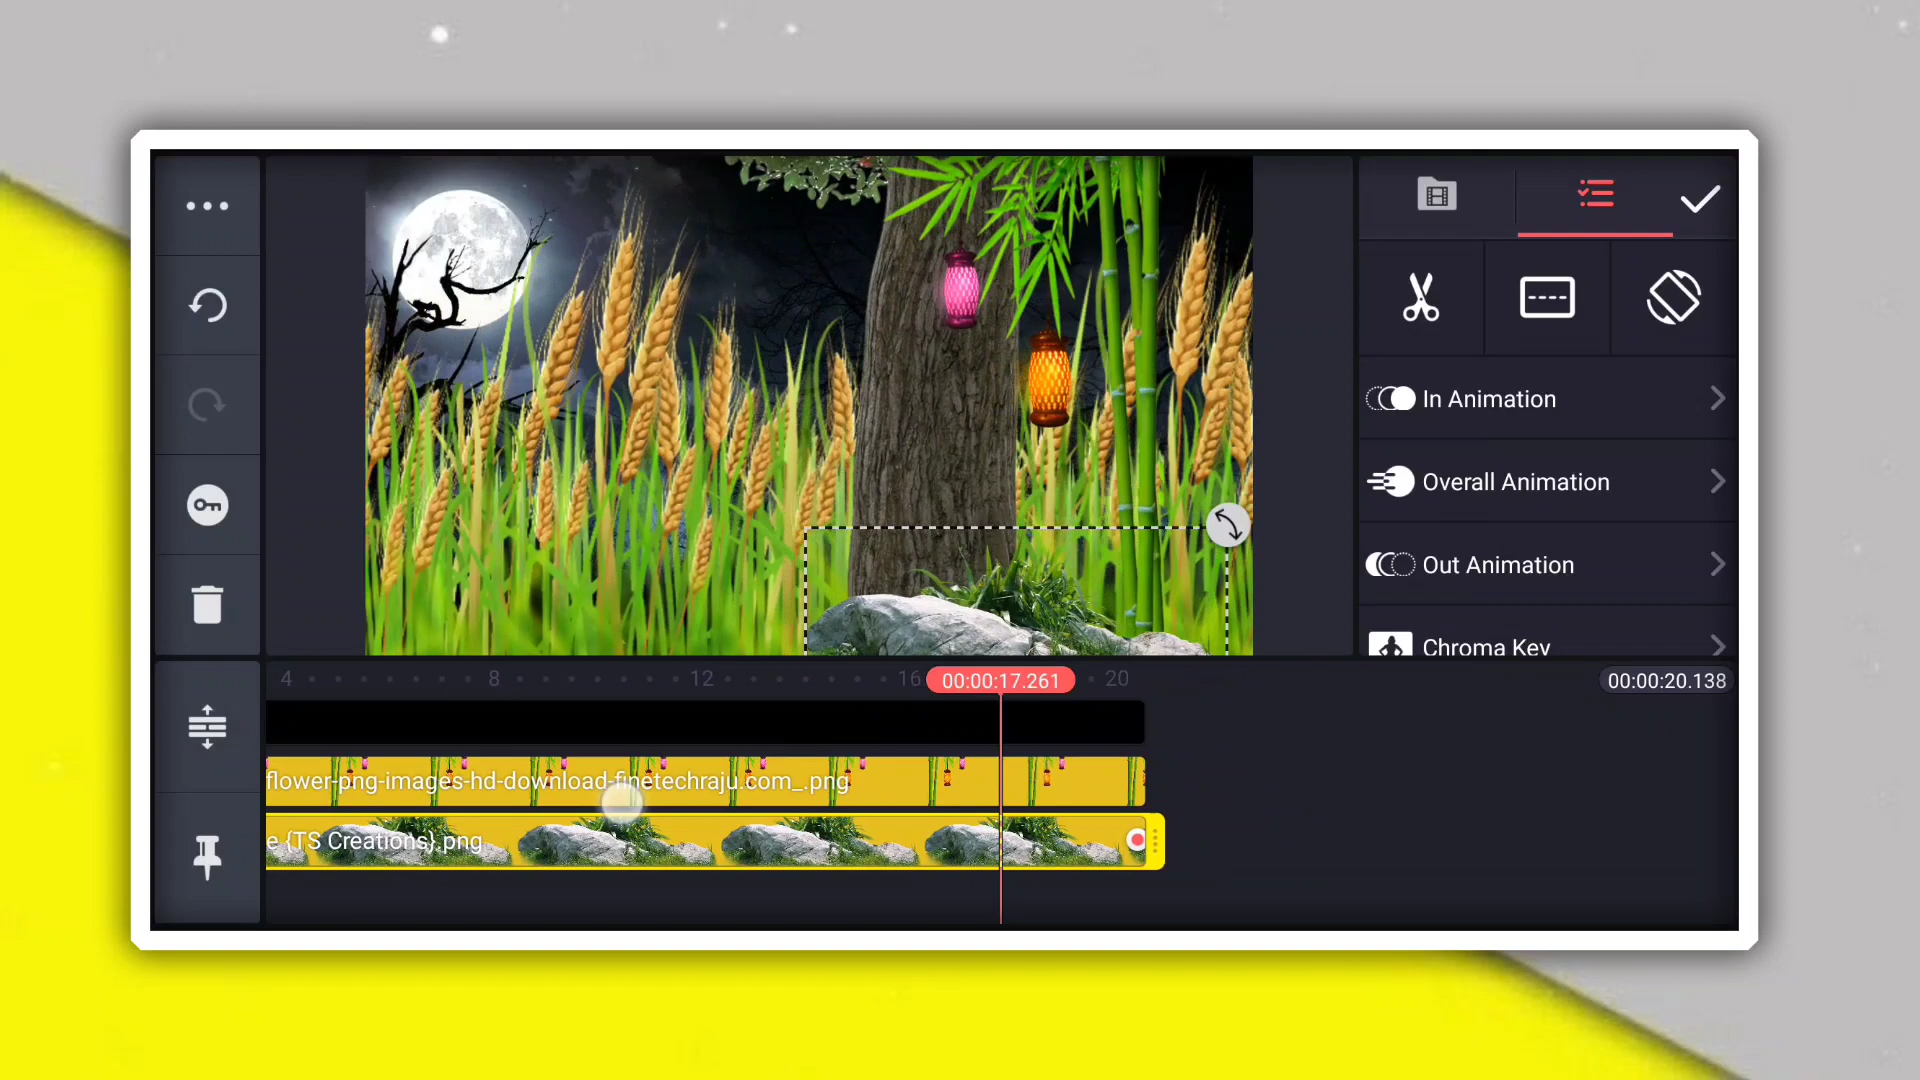 In Animation
Overall Animation
Out Animation
Chroma Key
4
8
12
16
00:00:17.261
20
00:00:20.138
flower-png-images-hd-download-finetechraju.com_.png
e {TS Creations}.png